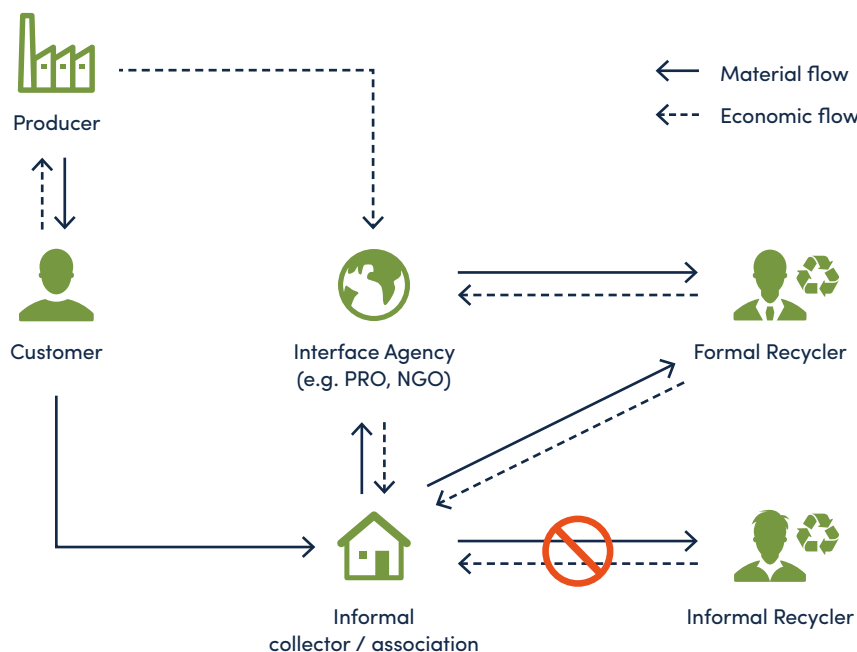 Producer
Material flow
Economic flow
Customer
Interface Agency
(e.g. PRO, NGO)
Formal Recycler
Informal
collector / association
Informal Recycler